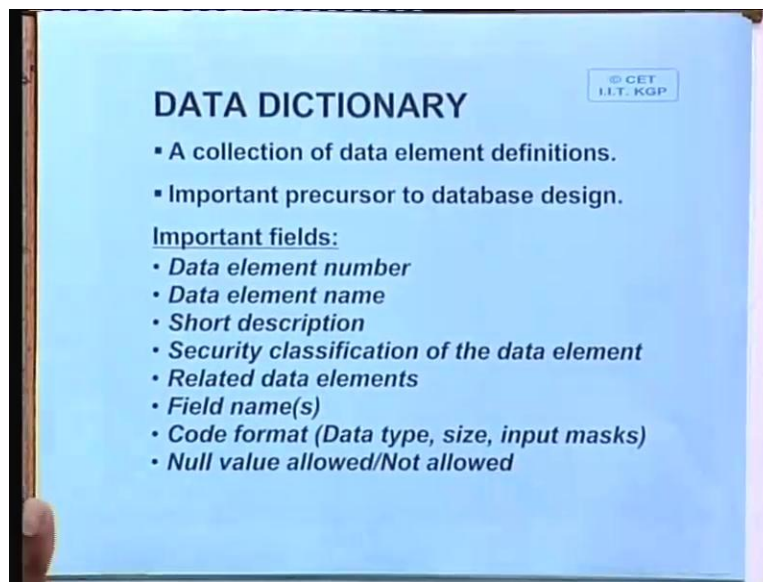 © CET
I.I.T. KGP
DATA DICTIONARY
▪ A collection of data element definitions.
▪ Important precursor to database design.
Important fields:
• Data element number
• Data element name
• Short description
• Security classification of the data element
• Related data elements
• Field name(s)
• Code format (Data type, size, input masks)
• Null value allowed/Not allowed